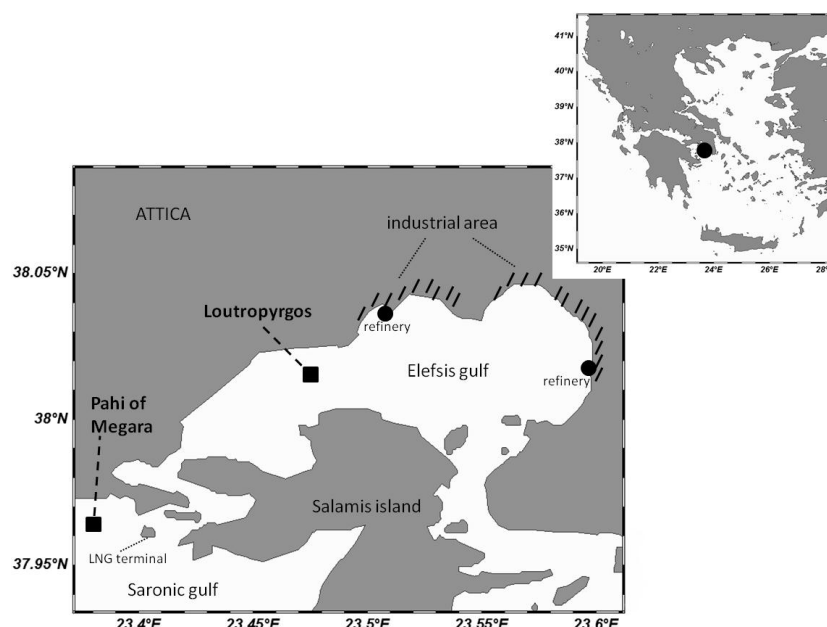 41°N
40°N
39°N
38°N
37°N
36°N
35°N
20°E
22°E
24°E
26°E
28°E
ATTICA
industrial area
38.05°N
Loutropyrgos
refinery
Elefsis gulf
refinery
Pahi of
Megara
38°N
Salamis island
LNG terminal
37.95°N
Saronic gulf
23.4°E
23.45°E
23.5°E
23.55°E
23.6°E